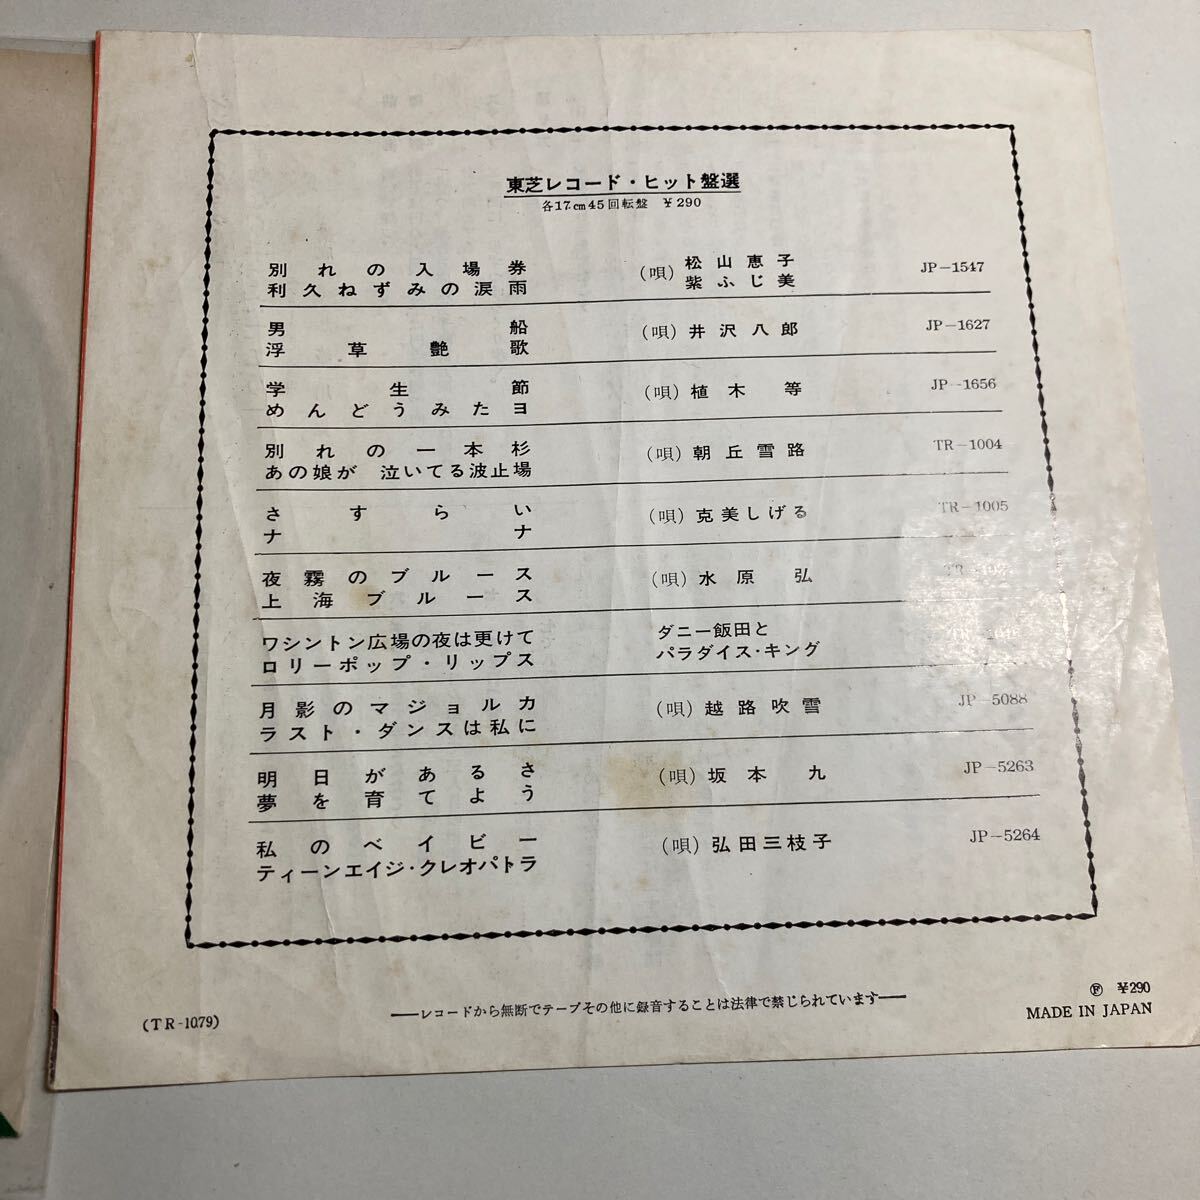 東芝レコード・ヒット盤選
各17cm45回転盤 ¥290
別れの入場券 (唄) 松山恵子 JP-1547
利久ねずみの涙雨 紫ふじ美
男船 (唄) 井沢八郎 JP-1627
浮草艶歌
学生節 (唄) 植木等 JP-1656
めんどうみたヨ
別れの一本杉 (唄) 朝丘雪路 TR-1004
あの娘が 泣いてる波止場
さすらい (唄) 克美しげる TR-1005
ナナ
夜霧のブルース (唄) 水原弘
上海ブルース
ワシントン広場の夜は更けて ダニー飯田と
ロリーポップ・リップス パラダイス・キング
月影のマジョルカ (唄) 越路吹雪 JP-5088
ラスト・ダンスは私に
明日があるさ (唄) 坂本九 JP-5263
夢を育てよう
私のベイビー (唄) 弘田三枝子 JP-5264
ティーンエイジ・クレオパトラ
(TR-1079)
―レコードから無断でテープその他に録音することは法律で禁じられています―
Ⓕ ¥290
MADE IN JAPAN